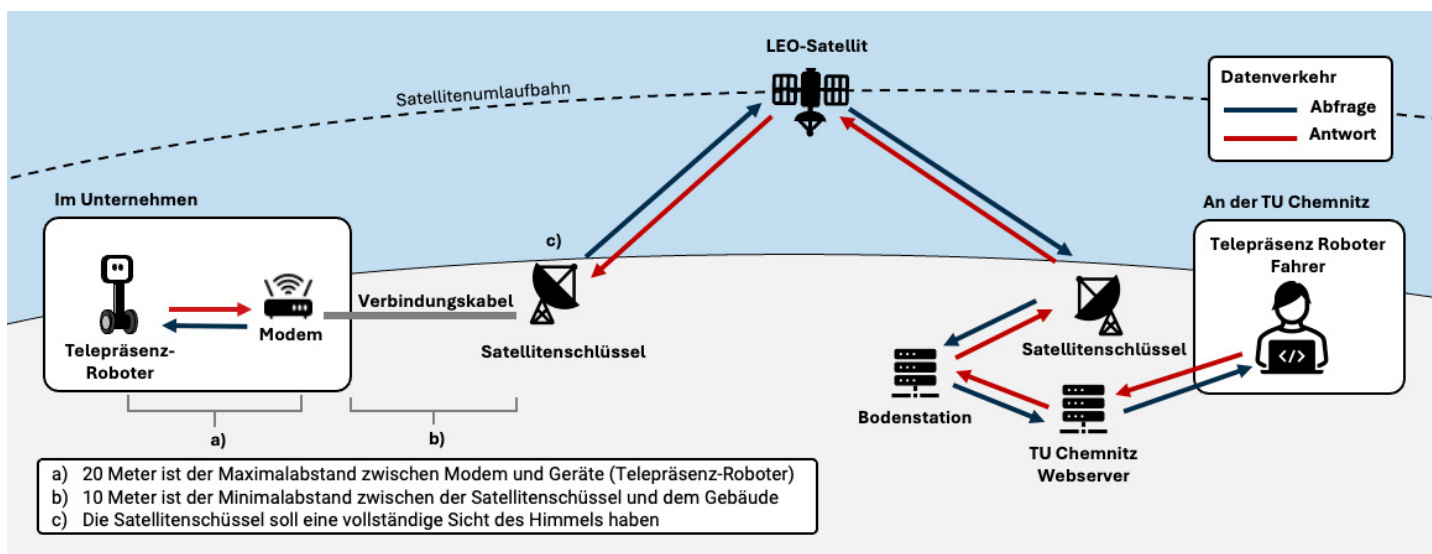 LEO-Satellit
Satellitenumlaufbahn
Datenverkehr
Abfrage
Antwort
Im Unternehmen
An der TU Chemnitz
c)
Telepräsenz Roboter
Fahrer
Verbindungskabel
Modem
Telepräsenz-
Roboter
Satellitenschlüssel
Satellitenschlüssel
</>
Bodenstation
TU Chemnitz
Webserver
a)
b)
a) 20 Meter ist der Maximalabstand zwischen Modem und Geräte (Telepräsenz-Roboter)
b) 10 Meter ist der Minimalabstand zwischen der Satellitenschüssel und dem Gebäude
c) Die Satellitenschüssel soll eine vollständige Sicht des Himmels haben